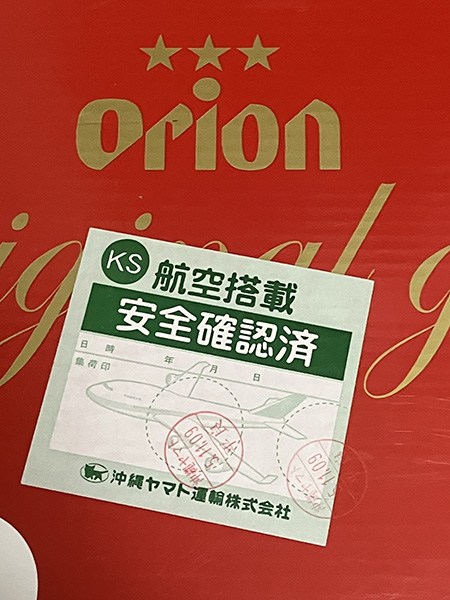 ★★★
orion
iginal g
KS
航空搭載
安全確認済
日時 年 月 日
集荷印
沖縄ヤマト運輸株式会社